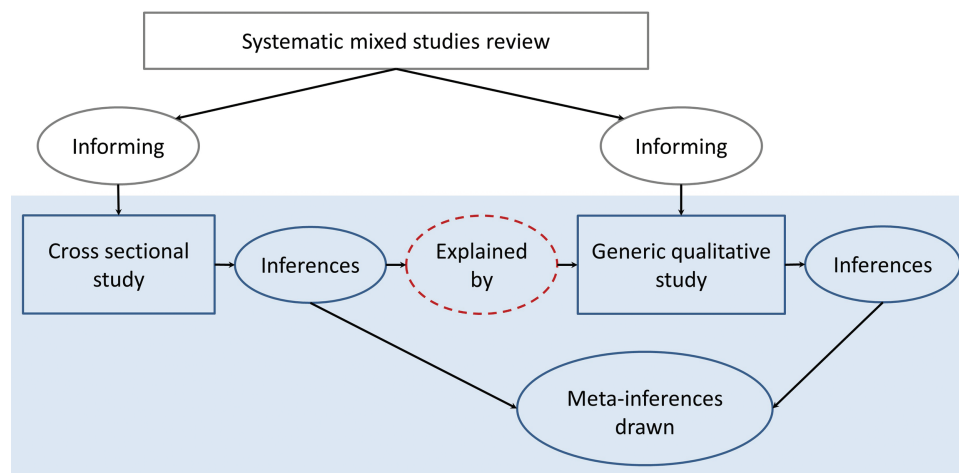 Systematic mixed studies review
Informing
Informing
Cross sectional
study
Inferences
Explained
by
Generic qualitative
study
Inferences
Meta-inferences
drawn